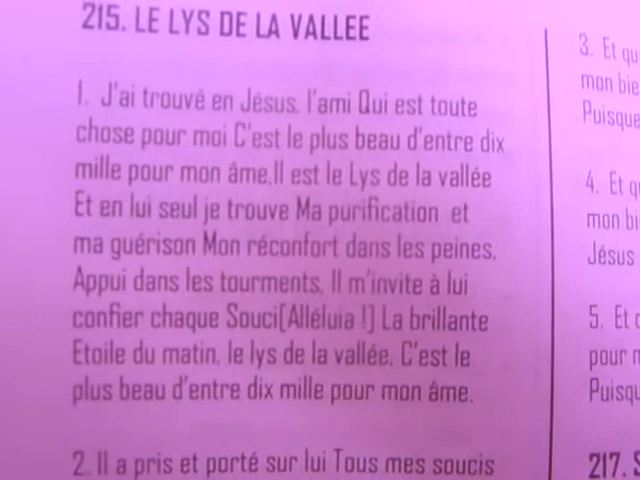 215. LE LYS DE LA VALLEE
1. J'ai trouvé en Jésus, l'ami Qui est toute
chose pour moi C'est le plus beau d'entre dix
mille pour mon âme.Il est le Lys de la vallée
Et en lui seul je trouve Ma purification et
ma guérison Mon réconfort dans les peines.
Appui dans les tourments, Il m'invite à lui
confier chaque Souci(Alléluia !) La brillante
Etoile du matin, le lys de la vallée, C'est le
plus beau d'entre dix mille pour mon âme.
2. Il a pris et porté sur lui Tous mes soucis
3. Et qu
mon bie
Puisque
4. Et qu
mon bi
Jésus
5. Et
pour
Puisqu
217. S